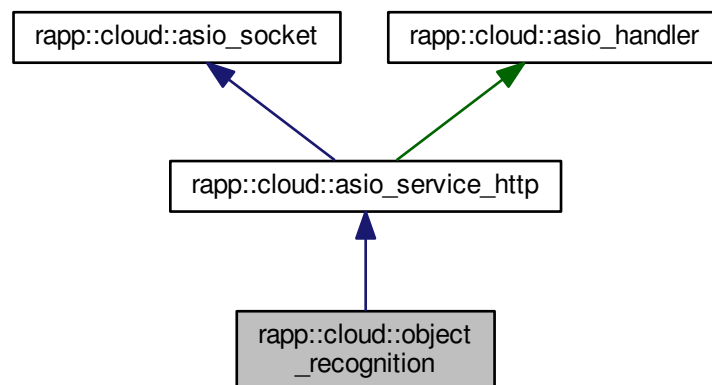 rapp::cloud::asio_socket
rapp::cloud::asio_handler
rapp::cloud::asio_service_http
rapp::cloud::object
_recognition